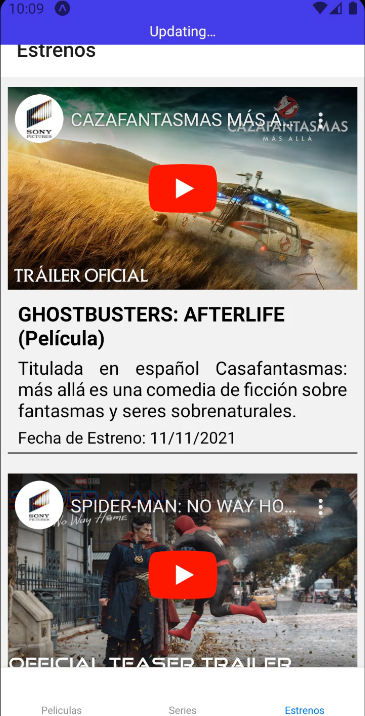 10:09
Updating...
Estrenos
SONY
PICTURES
CAZAFANTASMAS MÁS A...
CAZAFANTASMAS
MÁS ALLÁ
TRÁILER OFICIAL
GHOSTBUSTERS: AFTERLIFE
(Película)
Titulada en español Casafantasmas:
más allá es una comedia de ficción sobre
fantasmas y seres sobrenaturales.
Fecha de Estreno: 11/11/2021
SONY
PICTURES
SPIDER-MAN: NO WAY HO...
No Way Home
OFFICIAL TEASER TRAILER
Peliculas
Series
Estrenos